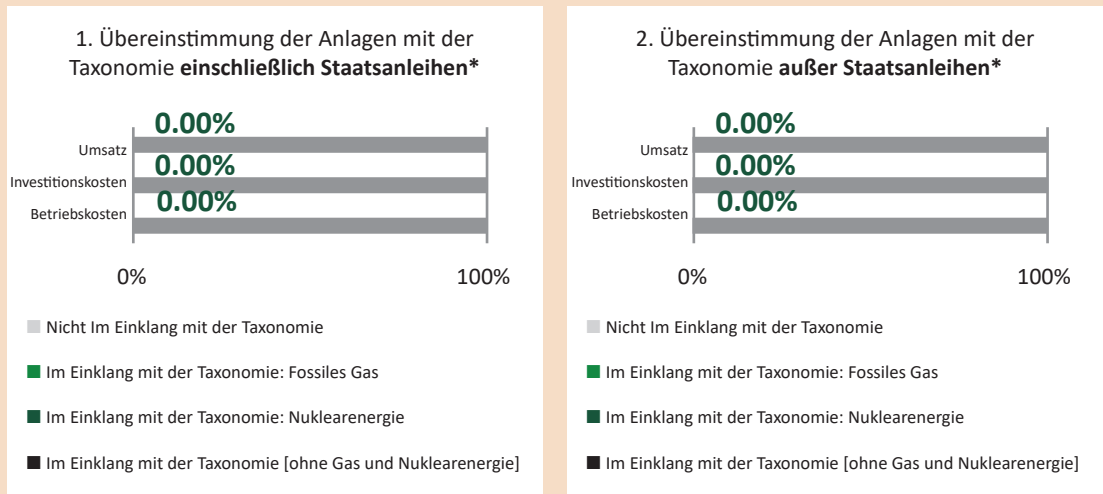 1. Übereinstimmung der Anlagen mit der
Taxonomie einschließlich Staatsanleihen*
0.00%
Umsatz
0.00%
Investitionskosten
0.00%
Betriebskosten
0%
100%
Nicht Im Einklang mit der Taxonomie
Im Einklang mit der Taxonomie: Fossiles Gas
Im Einklang mit der Taxonomie: Nuklearenergie
Im Einklang mit der Taxonomie [ohne Gas und Nuklearenergie]
2. Übereinstimmung der Anlagen mit der
Taxonomie außer Staatsanleihen*
0.00%
Umsatz
0.00%
Investitionskosten
0.00%
Betriebskosten
0%
100%
Nicht Im Einklang mit der Taxonomie
Im Einklang mit der Taxonomie: Fossiles Gas
Im Einklang mit der Taxonomie: Nuklearenergie
Im Einklang mit der Taxonomie [ohne Gas und Nuklearenergie]